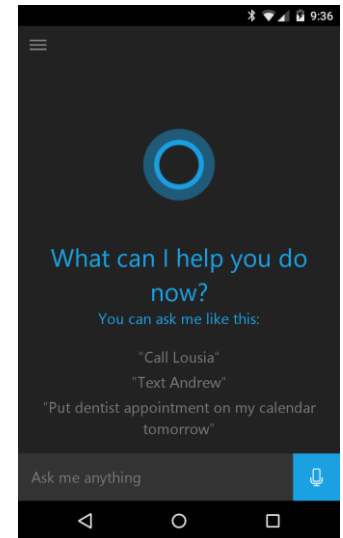 9:36
What can I help you do
now?
You can ask me like this:
"Call Lousia"
"Text Andrew"
"Put dentist appointment on my calendar
tomorrow"
Ask me anything